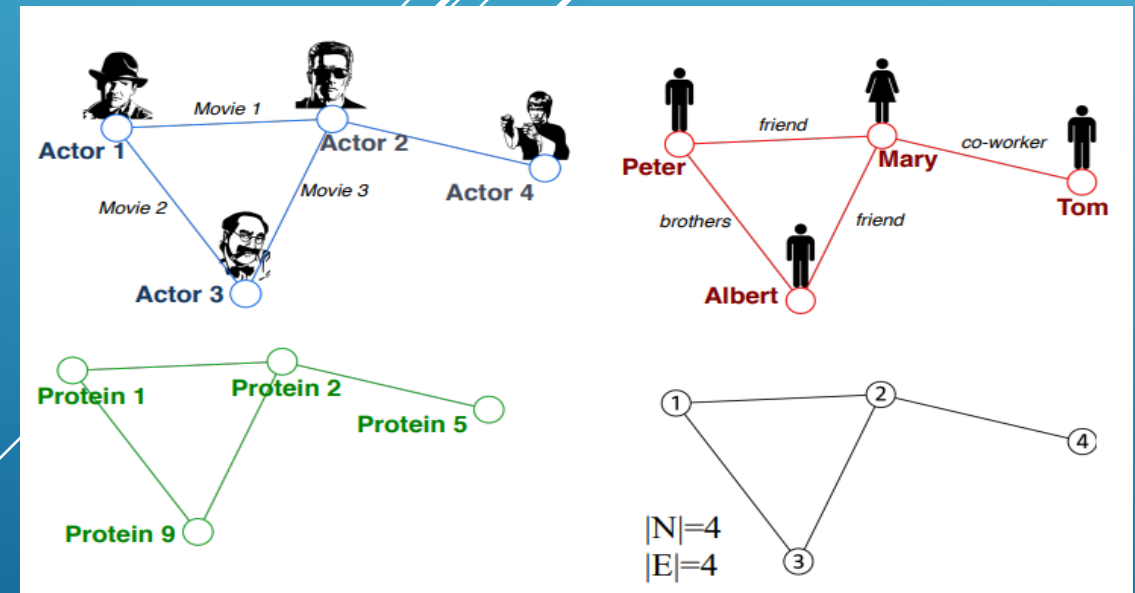 Movie 1
Actor 1
Actor 2
Actor 4
Movie 2
Movie 3
Actor 3
friend
co-worker
Peter
Mary
Tom
brothers
friend
Albert
Protein 1
Protein 2
Protein 5
Protein 9
1
2
4
3
|N|=4
|E|=4